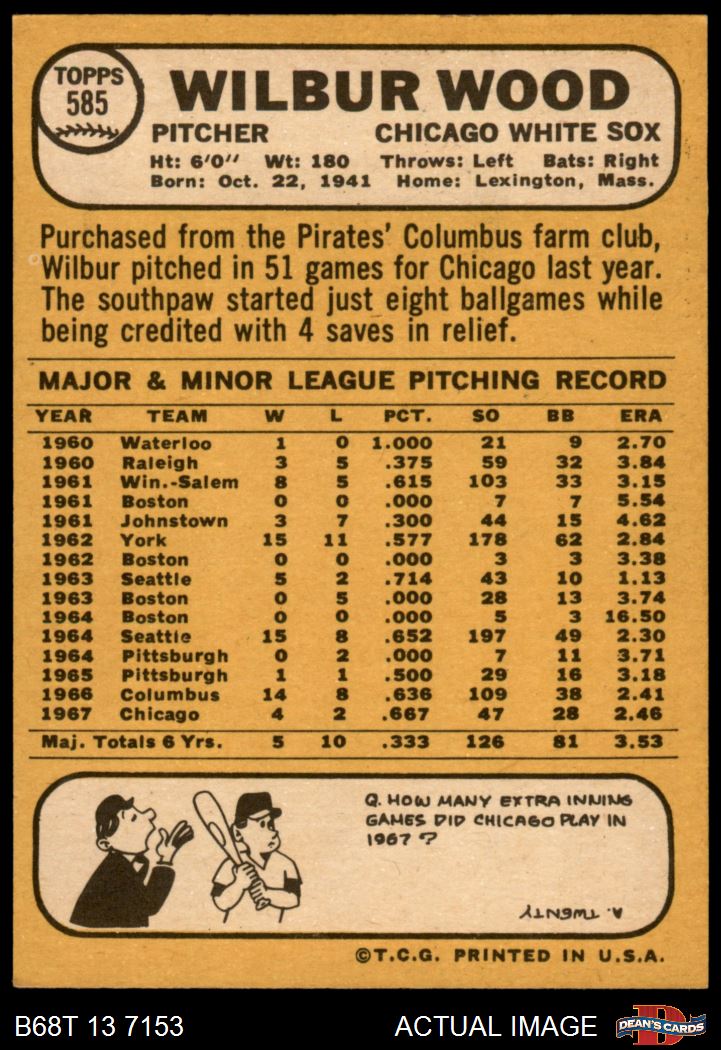 TOPPS
585
WILBUR WOOD
PITCHER CHICAGO WHITE SOX
Ht: 6'0" Wt: 180 Throws: Left Bats: Right
Born: Oct. 22, 1941 Home: Lexington, Mass.
Purchased from the Pirates' Columbus farm club,
Wilbur pitched in 51 games for Chicago last year.
The southpaw started just eight ballgames while
being credited with 4 saves in relief.
MAJOR & MINOR LEAGUE PITCHING RECORD
YEAR TEAM W L PCT. SO BB ERA
1960 Waterloo 1 0 1.000 21 9 2.70
1960 Raleigh 3 5 .375 59 32 3.84
1961 Win.-Salem 8 5 .615 103 33 3.15
1961 Boston 0 0 .000 7 7 5.54
1961 Johnstown 3 7 .300 44 15 4.62
1962 York 15 11 .577 178 62 2.84
1962 Boston 0 0 .000 3 3 3.38
1963 Seattle 5 2 .714 43 10 1.13
1963 Boston 0 5 .000 28 13 3.74
1964 Boston 0 0 .000 5 3 16.50
1964 Seattle 15 8 .652 197 49 2.30
1964 Pittsburgh 0 2 .000 7 11 3.71
1965 Pittsburgh 1 1 .500 29 16 3.18
1966 Columbus 14 8 .636 109 38 2.41
1967 Chicago 4 2 .667 47 28 2.46
Maj. Totals 6 Yrs. 5 10 .333 126 81 3.53
Q. HOW MANY EXTRA INNING
GAMES DID CHICAGO PLAY IN
1967?
A. TWENTY
©T.C.G. PRINTED IN U.S.A.
B68T 13 7153 ACTUAL IMAGE DEAN'S CARDS